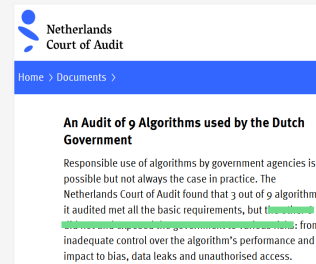 Netherlands
Court of Audit
Home > Documents >
An Audit of 9 Algorithms used by the Dutch
Government
Responsible use of algorithms by government agencies is
possible but not always the case in practice. The
Netherlands Court of Audit found that 3 out of 9 algorithm
it audited met all the basic requirements, but
: from
inadequate control over the algorithm's performance and
impact to bias, data leaks and unauthorised access.